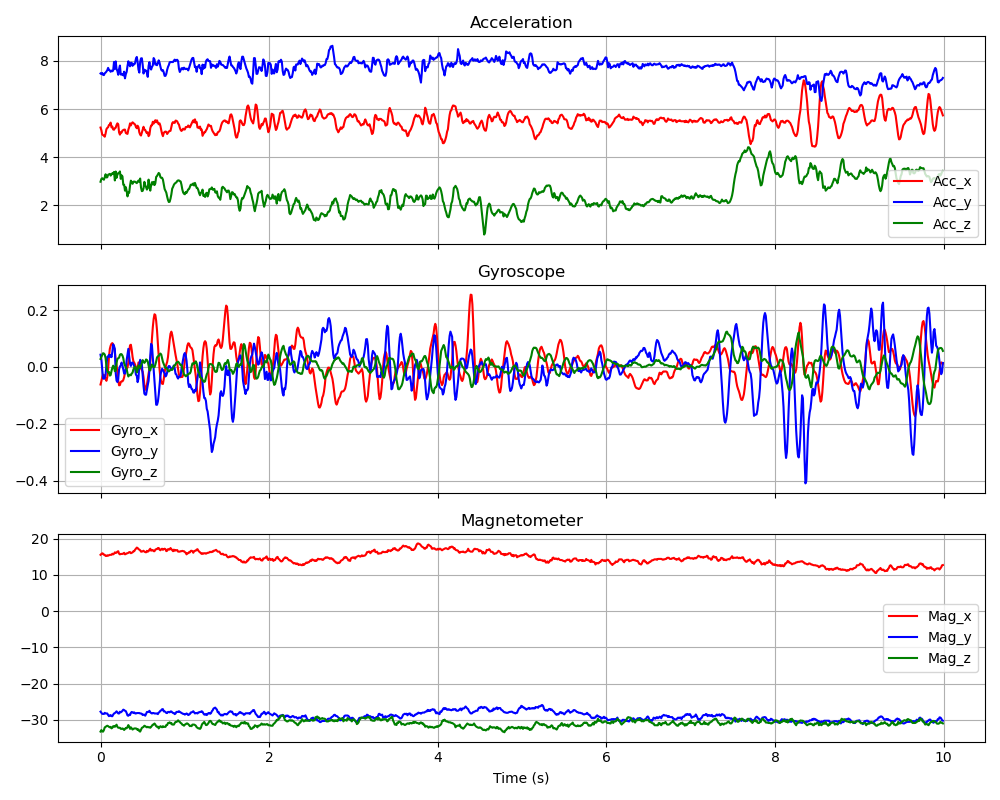 Acceleration
8
6
4
2
Acc_x
Acc_y
Acc_z
Gyroscope
0.2
0.0
−0.2
−0.4
Gyro_x
Gyro_y
Gyro_z
Magnetometer
20
10
0
−10
−20
−30
Mag_x
Mag_y
Mag_z
0 2 4 6 8 10
Time (s)